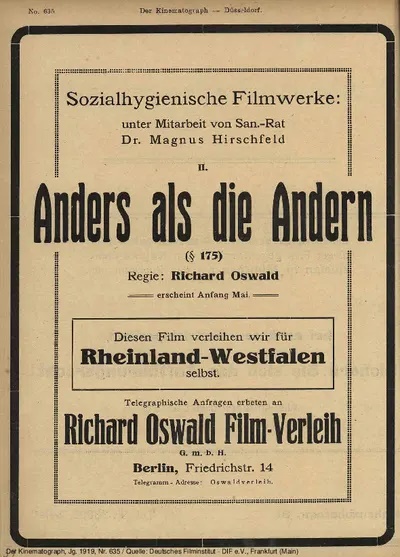 No. 635.
Der Kinematograph — Düsseldorf.
Sozialhygienische Filmwerke:
unter Mitarbeit von San.-Rat
Dr. Magnus Hirschfeld
II.
Anders als die Andern
(§ 175)
Regie: Richard Oswald
erscheint Anfang Mai.
Diesen Film verleihen wir für
Rheinland-Westfalen
selbst.
Telegraphische Anfragen erbeten an
Richard Oswald Film-Verleih
G. m. b. H.
Berlin, Friedrichstr. 14
Telegramm - Adresse: Oswaldverleih.
Der Kinematograph, Jg. 1919, Nr. 635 / Quelle: Deutsches Filminstitut - DIF e.V., Frankfurt (Main)